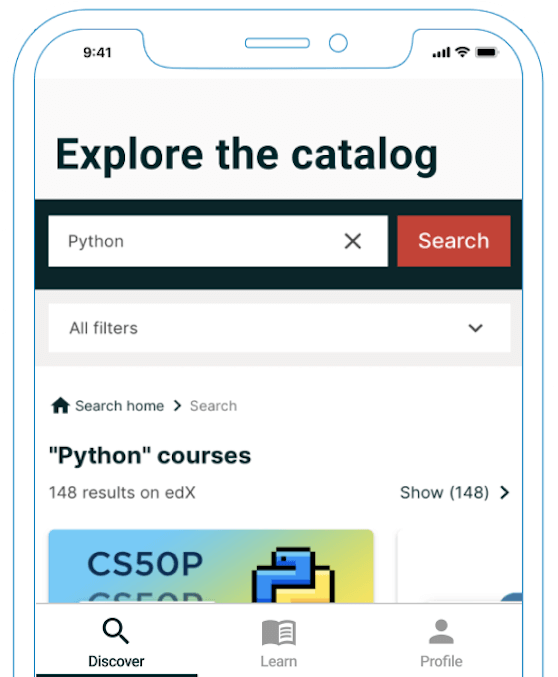 9:41
Explore the catalog
Python
Search
All filters
Search home
Search
"Python" courses
148 results on edX
Show (148)
CS50P
CS50P
Discover
Learn
Profile